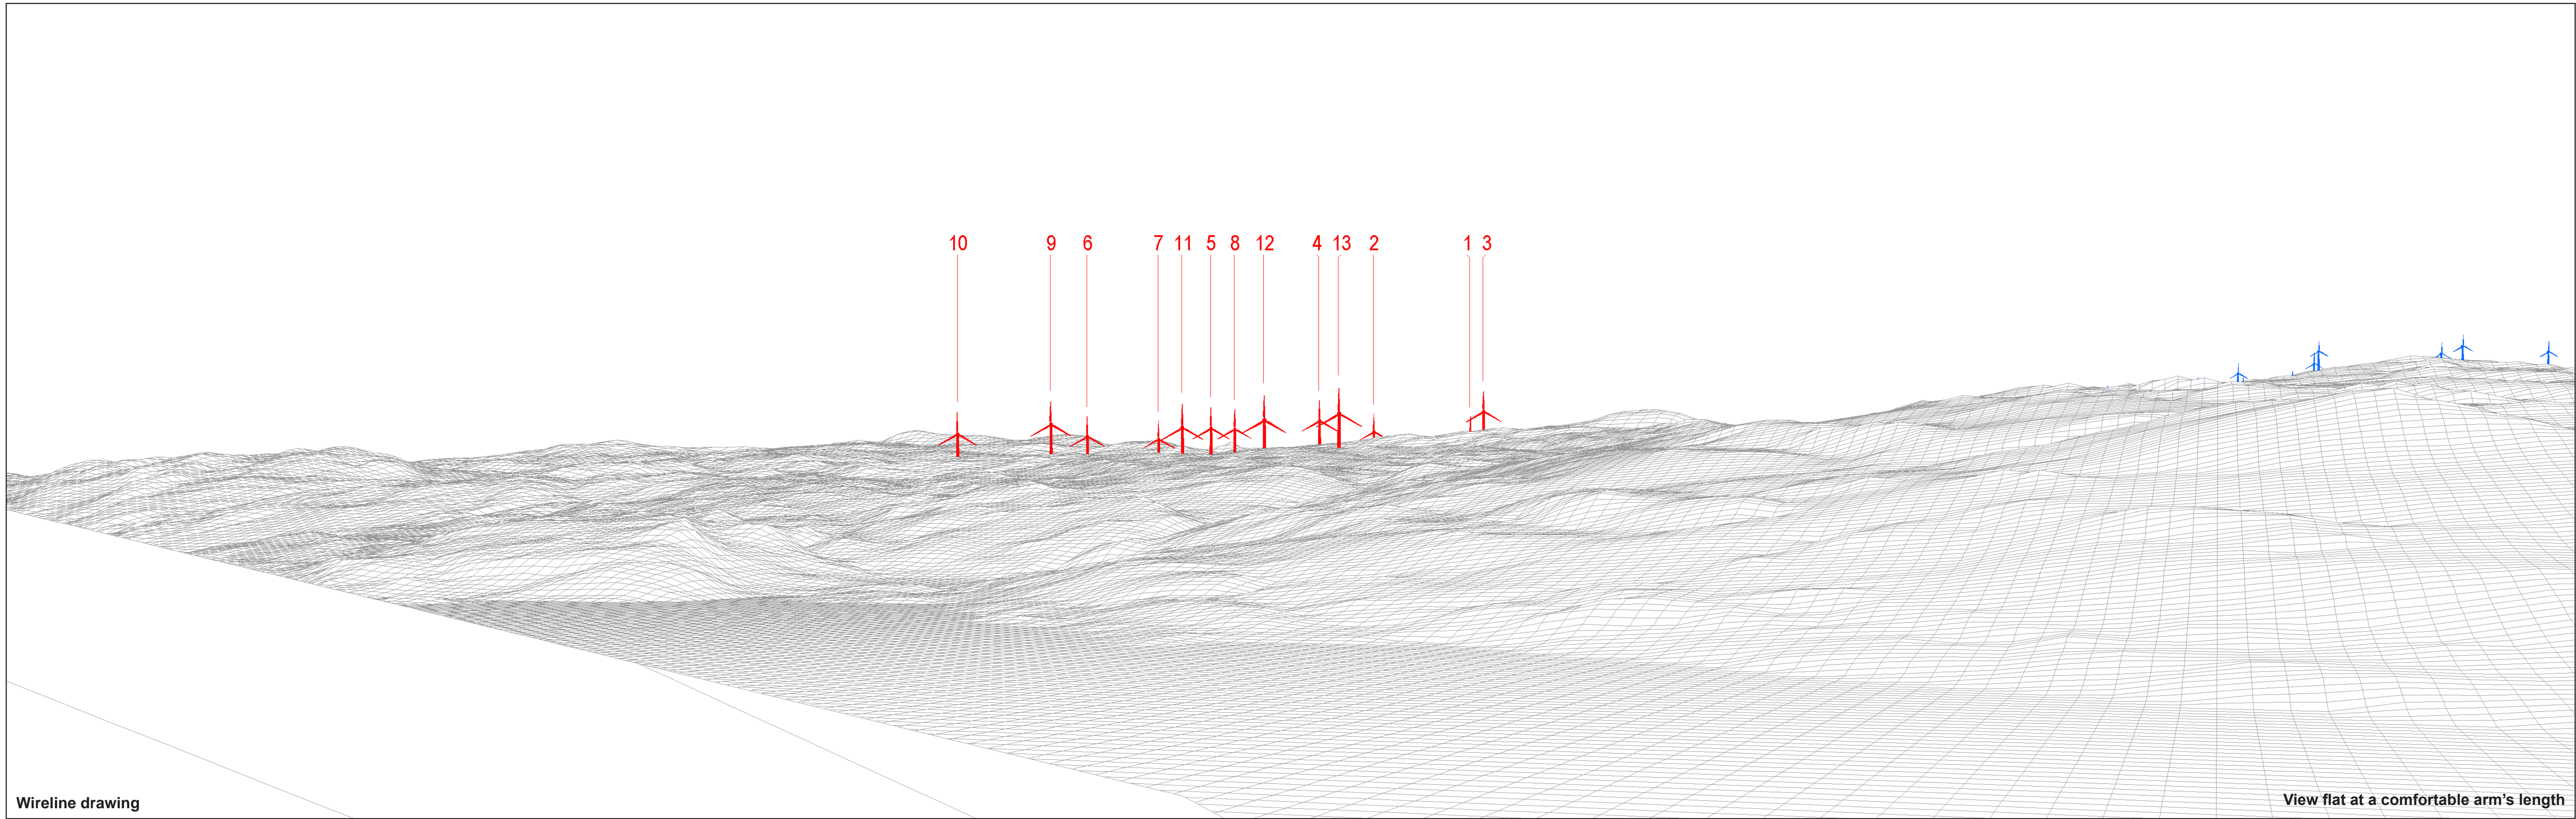 10 9 6 7 11 5 8 12 4 13 2 1 3
Wireline drawing
View flat at a comfortable arm's length